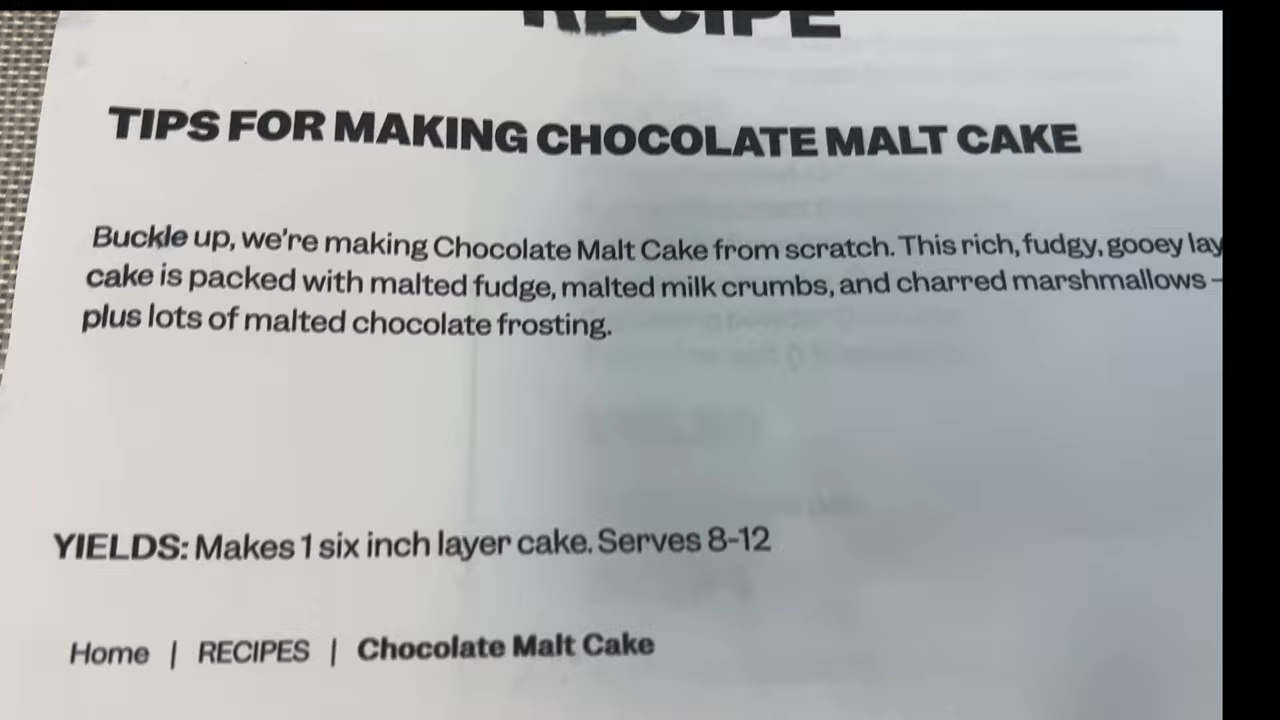 RECIPE
TIPS FOR MAKING CHOCOLATE MALT CAKE
Buckle up, we're making Chocolate Malt Cake from scratch. This rich, fudgy, gooey lay
cake is packed with malted fudge, malted milk crumbs, and charred marshmallows –
plus lots of malted chocolate frosting.
YIELDS: Makes 1 six inch layer cake. Serves 8-12
Home | RECIPES | Chocolate Malt Cake